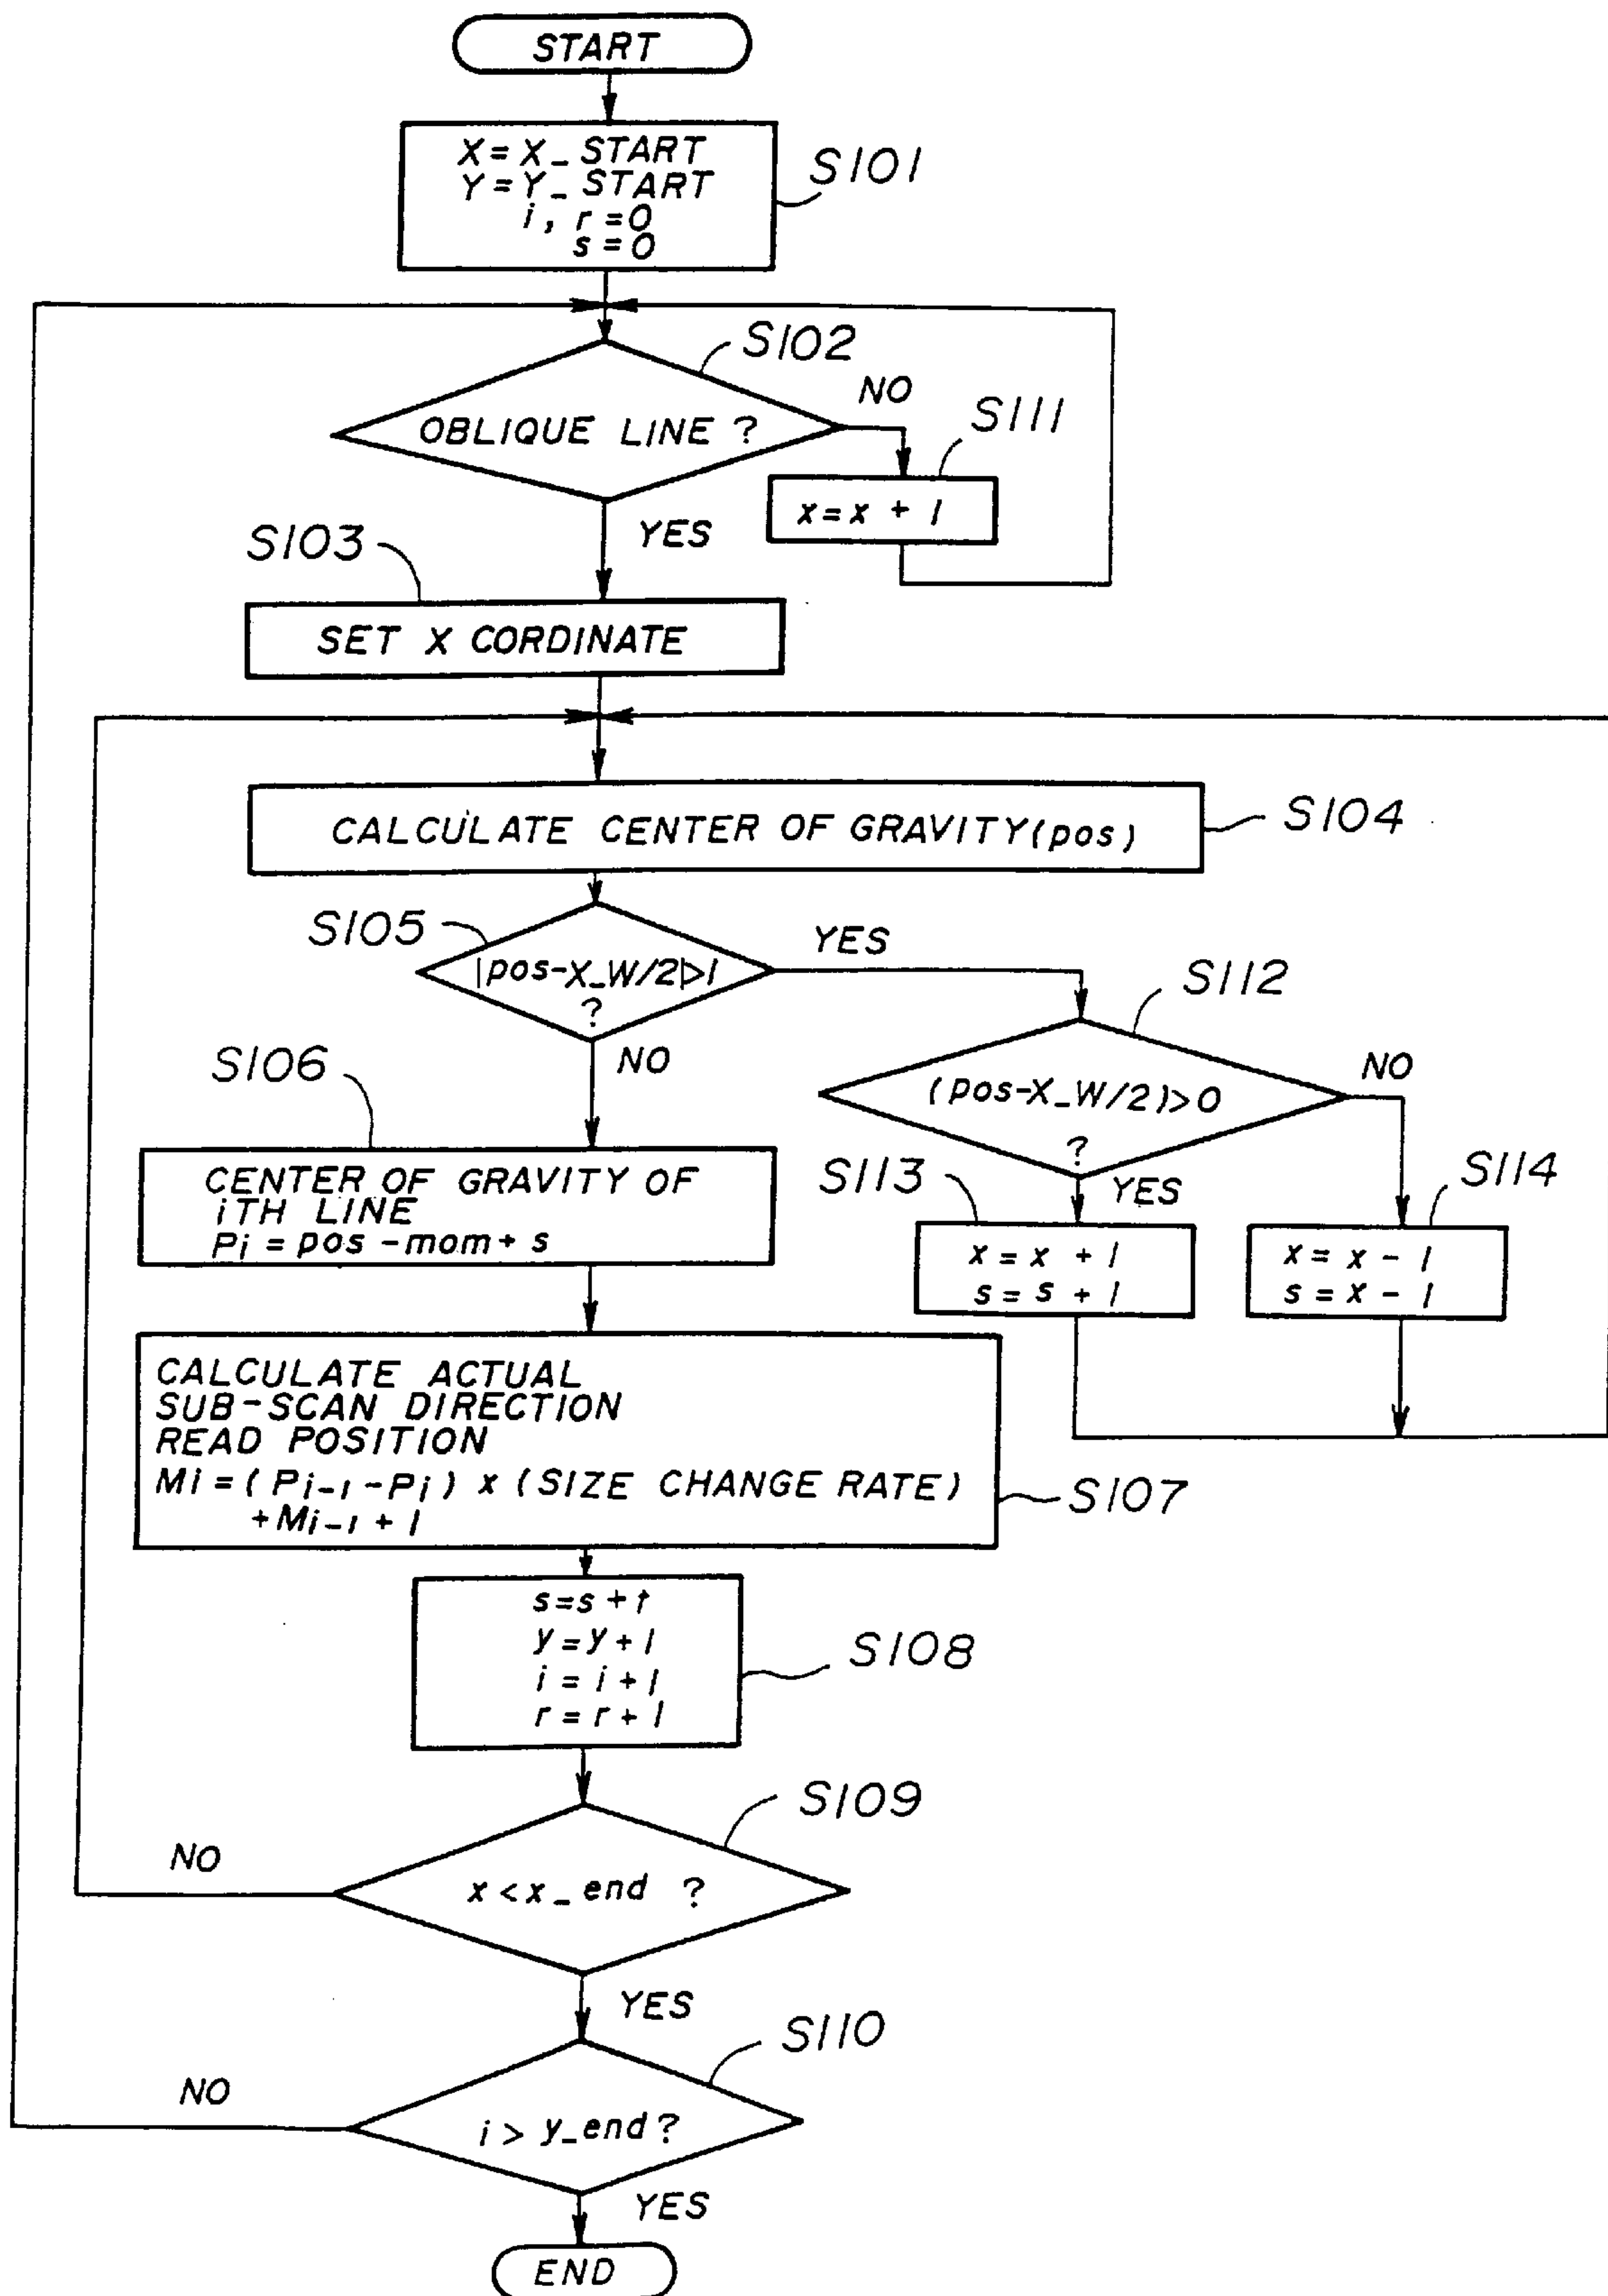 START
X=X_START
Y=Y_START
i, r=0
s=0
S101
S102
OBLIQUE LINE ?
NO
S111
x=x + 1
YES
S103
SET X CORDINATE
CALCULATE CENTER OF GRAVITY(pos)
S104
S105
|pos-X_W/2|>1
?
YES
NO
S112
(pos-X_W/2)>0
?
NO
YES
S106
CENTER OF GRAVITY OF
iTH LINE
Pi = pos -mom+ s
S113
x = x + 1
s = s + 1
S114
x = x - 1
s = x - 1
CALCULATE ACTUAL
SUB-SCAN DIRECTION
READ POSITION
Mi=(Pi-1-Pi) x (SIZE CHANGE RATE)
+Mi-1 + 1
S107
s=s+1
y=y+1
i=i+1
r=r+1
S108
S109
NO
x<x_end ?
YES
S110
NO
i> y_end?
YES
END